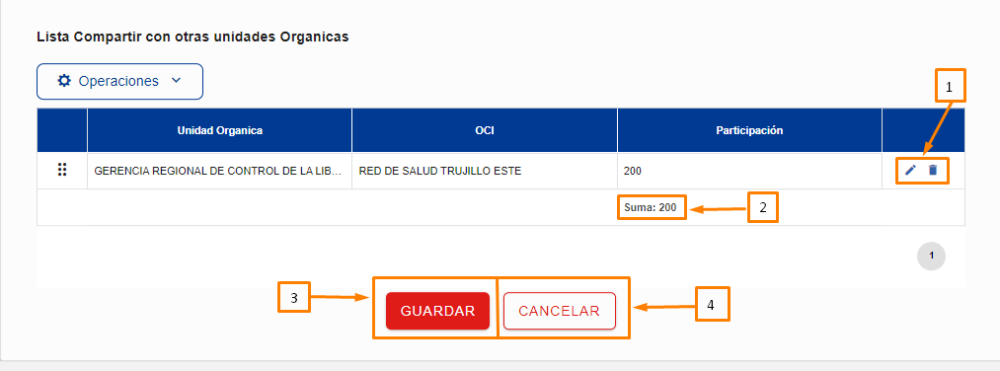 Lista Compartir con otras unidades Organicas
Operaciones
1
Unidad Organica OCI Participación
GERENCIA REGIONAL DE CONTROL DE LA LIB... RED DE SALUD TRUJILLO ESTE 200
Suma: 200 2
1
3 GUARDAR CANCELAR 4